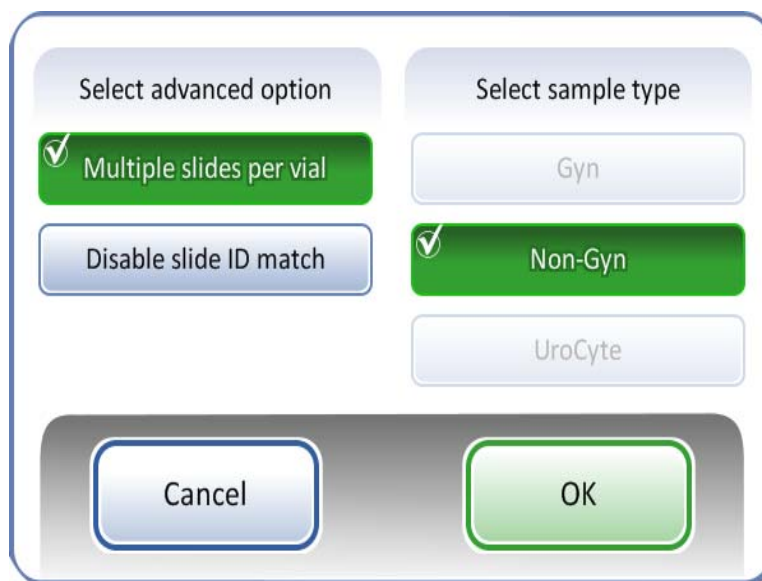 Select advanced option
Multiple slides per vial
Disable slide ID match
Select sample type
Gyn
Non-Gyn
UroCyte
Cancel
OK